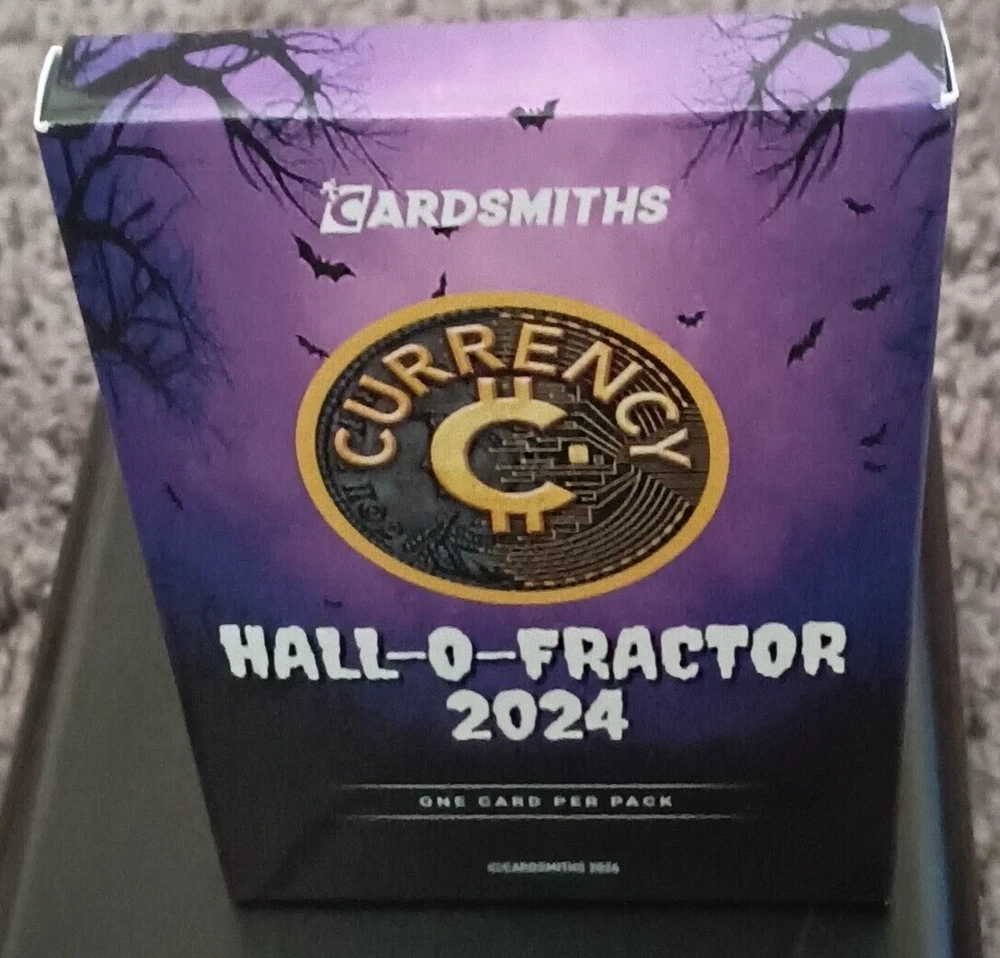 CARDSMITHS
CURRENCY
HALL-O-FRACTOR
2024
ONE CARD PER PACK
©CARDSMITHS 2024